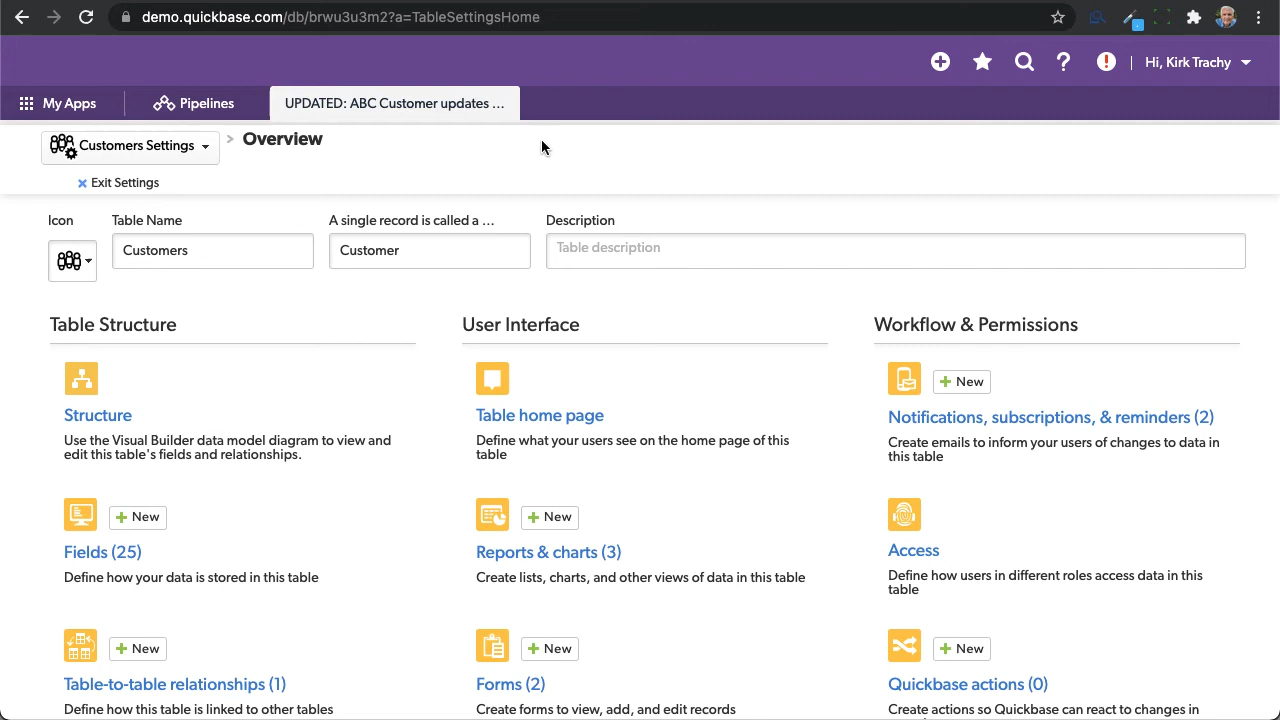 demo.quickbase.com/db/brwu3u3m2?a=TableSettingsHome
Hi, Kirk Trachy
My Apps
Pipelines
UPDATED: ABC Customer updates ...
Customers Settings > Overview
× Exit Settings
Icon
Table Name
A single record is called a ...
Description
Customers
Customer
Table description
Table Structure
User Interface
Workflow & Permissions
Structure
Use the Visual Builder data model diagram to view and
edit this table's fields and relationships.
Table home page
Define what your users see on the home page of this
table
+ New
Notifications, subscriptions, & reminders (2)
Create emails to inform your users of changes to data in
this table
+ New
Fields (25)
Define how your data is stored in this table
+ New
Reports & charts (3)
Create lists, charts, and other views of data in this table
Access
Define how users in different roles access data in this
table
+ New
Table-to-table relationships (1)
Define how this table is linked to other tables
+ New
Forms (2)
Create forms to view, add, and edit records
+ New
Quickbase actions (0)
Create actions so Quickbase can react to changes in